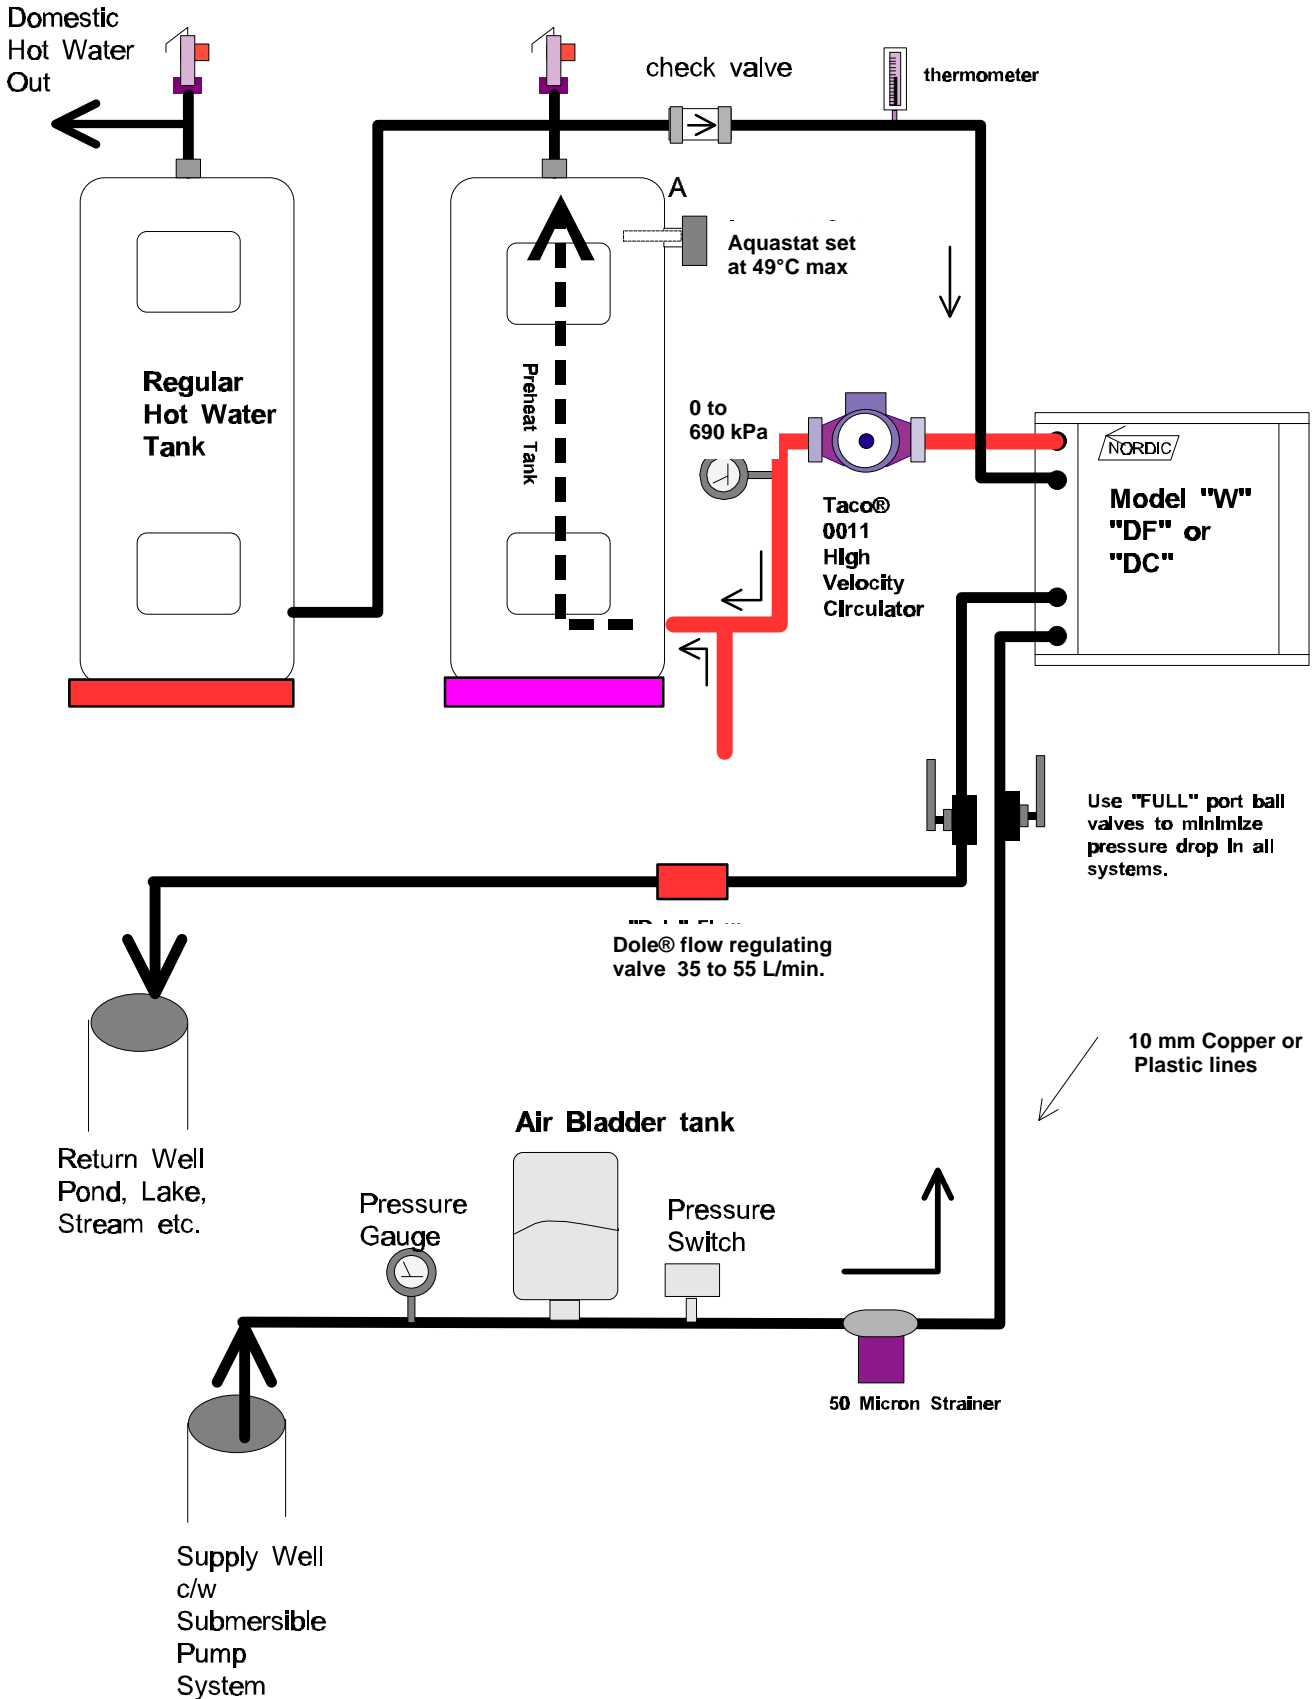 Domestic
Hot Water
Out
check valve
thermometer
A
Aquastat set
at 49°C max
Regular
Hot Water
Tank
Preheat Tank
0 to
690 kPa
NORDIC
Model "W"
"DF" or
"DC"
Taco®
0011
High
Velocity
Circulator
Use "FULL" port ball
valves to minimize
pressure drop in all
systems.
Dole® flow regulating
valve 35 to 55 L/min.
10 mm Copper or
Plastic lines
Return Well
Pond, Lake,
Stream etc.
Air Bladder tank
Pressure
Gauge
Pressure
Switch
50 Micron Strainer
Supply Well
c/w
Submersible
Pump
System